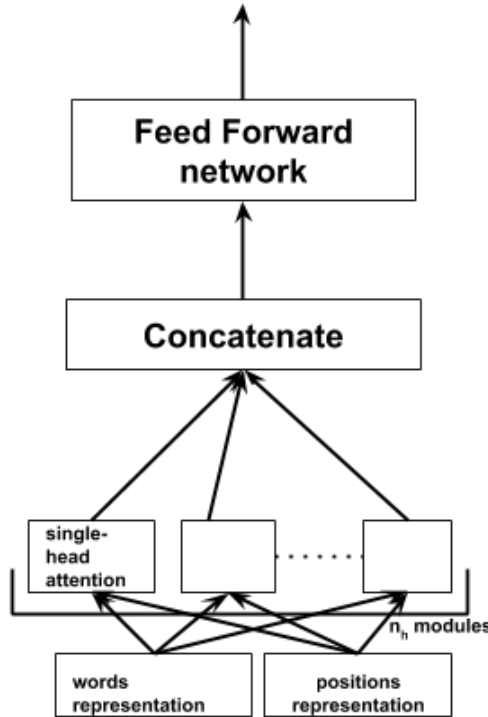 Feed Forward
network
Concatenate
single-
head
attention
n_h modules
words
representation
positions
representation